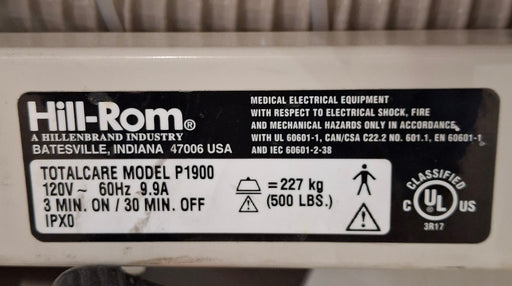 Hill-Rom®
A HILLENBRAND INDUSTRY
BATESVILLE, INDIANA 47006 USA
MEDICAL ELECTRICAL EQUIPMENT
WITH RESPECT TO ELECTRICAL SHOCK, FIRE
AND MECHANICAL HAZARDS ONLY IN ACCORDANCE
WITH UL 60601-1, CAN/CSA C22.2 NO. 601.1, EN 60601-1
AND IEC 60601-2-38
TOTALCARE MODEL P1900
120V ~ 60Hz 9.9A
3 MIN. ON / 30 MIN. OFF
IPX0
= 227 kg
(500 LBS.)
CLASSIFIED
C UL US
3R17